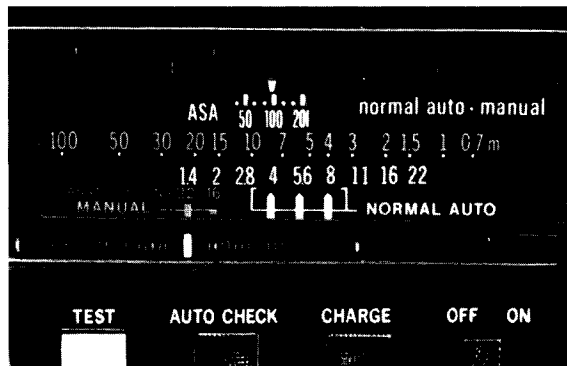 ASA 50 100 200 normal auto · manual
100 50 30 20 15 10 7 5 4 3 2 1.5 1 0.7 m
1.4 2 2.8 4 5.6 8 11 16 22
MANUAL NORMAL AUTO
TEST AUTO CHECK CHARGE OFF ON